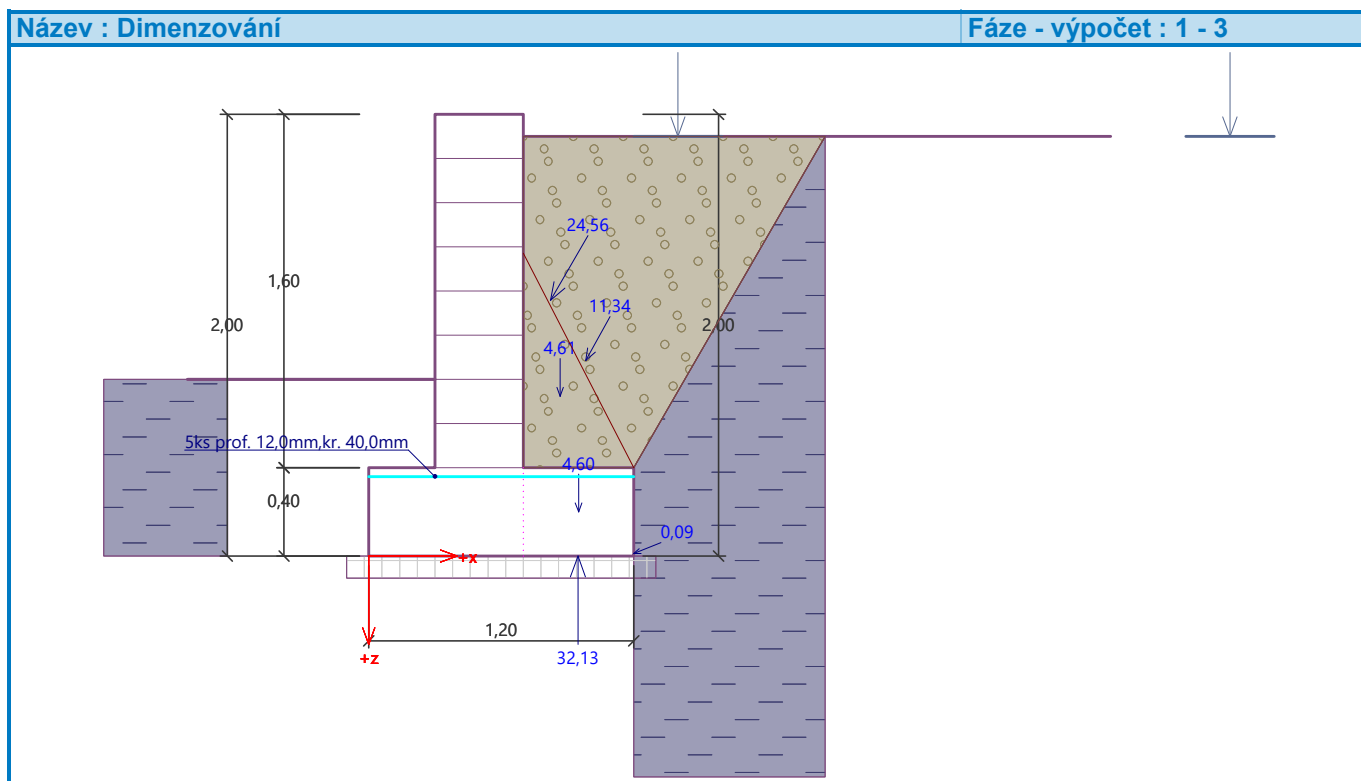 Název : Dimenzování
Fáze - výpočet : 1 - 3
24,56
1,60
11,34
2,00
2,00
4,61
5ks prof. 12,0mm,kr. 40,0mm
4,60
0,40
0,09
+x
1,20
+z
32,13